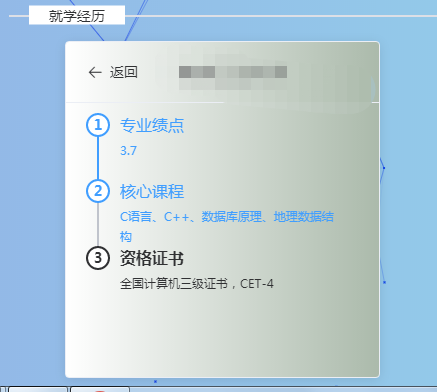 就学经历
返回
1 专业绩点
3.7
2 核心课程
C语言、C++、数据库原理、地理数据结
构
3 资格证书
全国计算机三级证书，CET-4